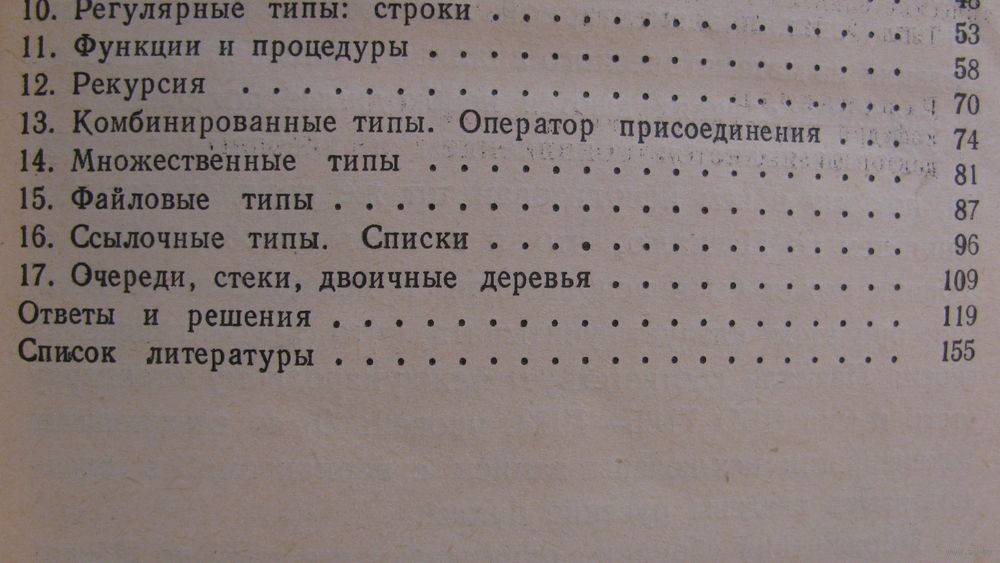 48
10. Регулярные типы: строки . . . . . . . . . . . . . . 53
11. Функции и процедуры . . . . . . . . . . . . . . . . 58
12. Рекурсия . . . . . . . . . . . . . . . . . . . . . . 70
13. Комбинированные типы. Оператор присоединения . . . 74
14. Множественные типы . . . . . . . . . . . . . . . . 81
15. Файловые типы . . . . . . . . . . . . . . . . . . . 87
16. Ссылочные типы. Списки . . . . . . . . . . . . . . 96
17. Очереди, стеки, двоичные деревья . . . . . . . . . . 109
Ответы и решения . . . . . . . . . . . . . . . . . . . 119
Список литературы . . . . . . . . . . . . . . . . . . . 155